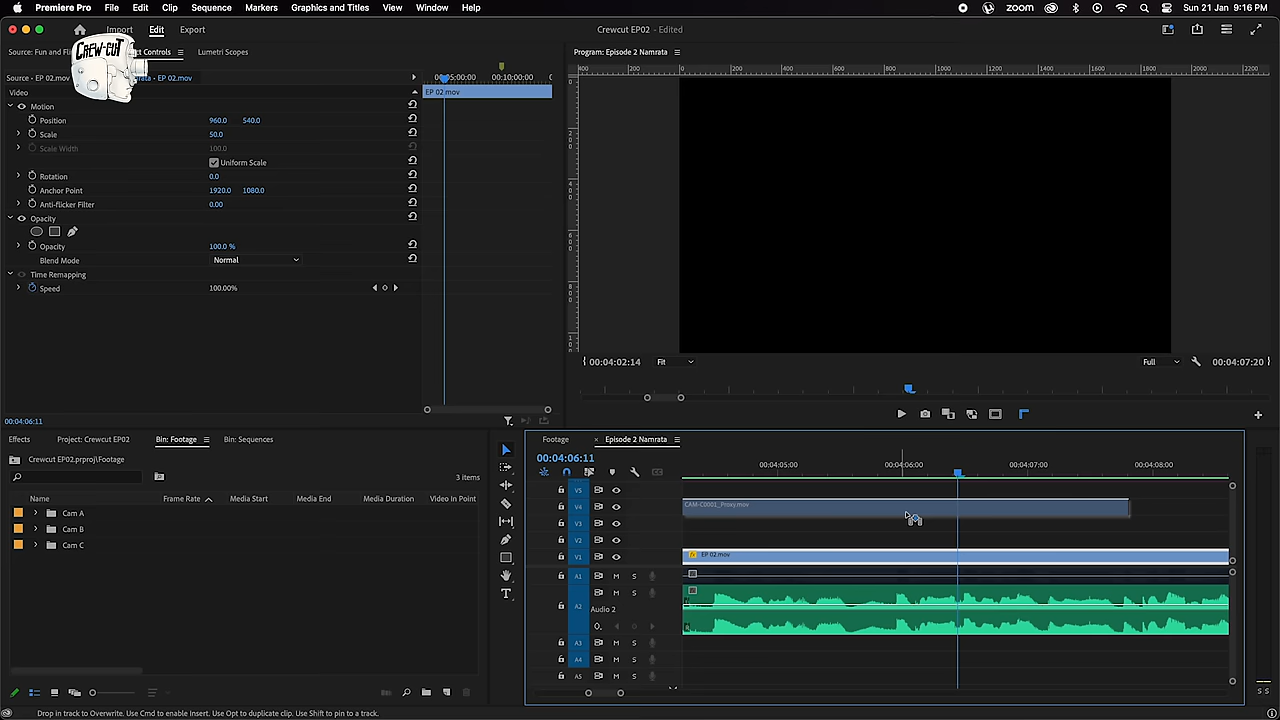 Premiere Pro File Edit Clip Sequence Markers Graphics and Titles View Window Help zoom Sun 21 Jan 9:16 PM
Import Edit Export Crewcut EP02 - Edited
CREW-CUT
Lumetri Scopes Program: Episode 2 Namrata
Source • EP 02.mov EP 02.mov 00:10:00:00
Video EP 02.mov
Motion
Position 960.0 540.0
Scale 50.0
Scale Width 100.0
Uniform Scale
Rotation 0.0
Anchor Point 1920.0 1080.0
Anti-flicker Filter 0.00
Opacity
Opacity 100.0 %
Blend Mode Normal
Time Remapping
Speed 100.00%
00:04:02:14 Fit Full 00:04:07:20
00:04:06:11
Effects Project: Crewcut EP02 Bin: Footage Bin: Sequences
Crewcut EP02.prproj\Footage
3 items
Name Frame Rate Media Start Media End Media Duration Video In Point
Cam A
Cam B
Cam C
Footage × Episode 2 Namrata
00:04:06:11
00:04:05:00 00:04:06:00 00:04:07:00 00:04:08:00
V5
V4 CAM-C0001_Proxy.mov
V3
V2
V1 fx EP 02.mov
A1 M S
M S
A2 Audio 2
A3 M S
A4 M S
A5 M S
S S
Drop in track to Overwrite. Use Cmd to enable Insert. Use Opt to duplicate clip. Use Shift to pin to a track.